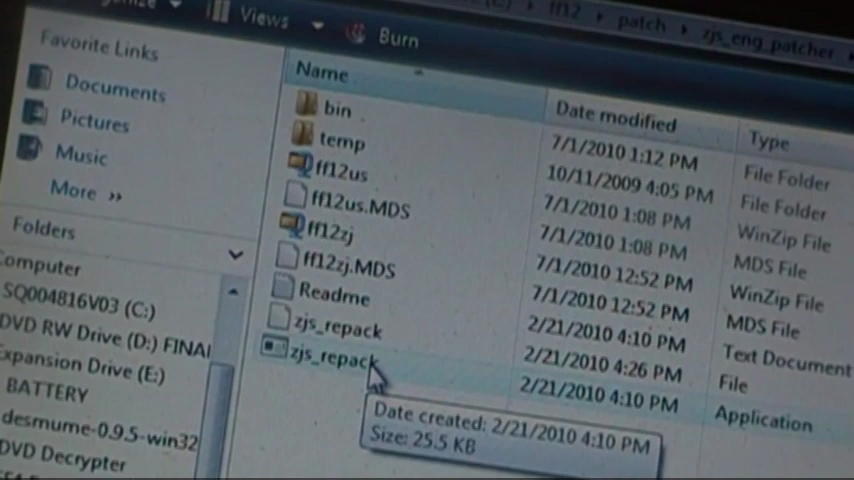 Views
Burn
ff12 patch zjs_eng_patcher
Favorite Links
Documents
Pictures
Music
More »
Folders
Computer
SQ004816V03 (C:)
DVD RW Drive (D:) FINAL
Expansion Drive (E:)
BATTERY
desmume-0.9.5-win32
DVD Decrypter
Name Date modified Type
bin 7/1/2010 1:12 PM File Folder
temp 10/11/2009 4:05 PM File Folder
ff12us 7/1/2010 1:08 PM WinZip File
ff12us.MDS 7/1/2010 1:08 PM MDS File
ff12zj 7/1/2010 12:52 PM WinZip File
ff12zj.MDS 7/1/2010 12:52 PM MDS File
Readme 2/21/2010 4:10 PM Text Document
zjs_repack 2/21/2010 4:26 PM File
zjs_repack 2/21/2010 4:10 PM Application
Date created: 2/21/2010 4:10 PM
Size: 25.5 KB